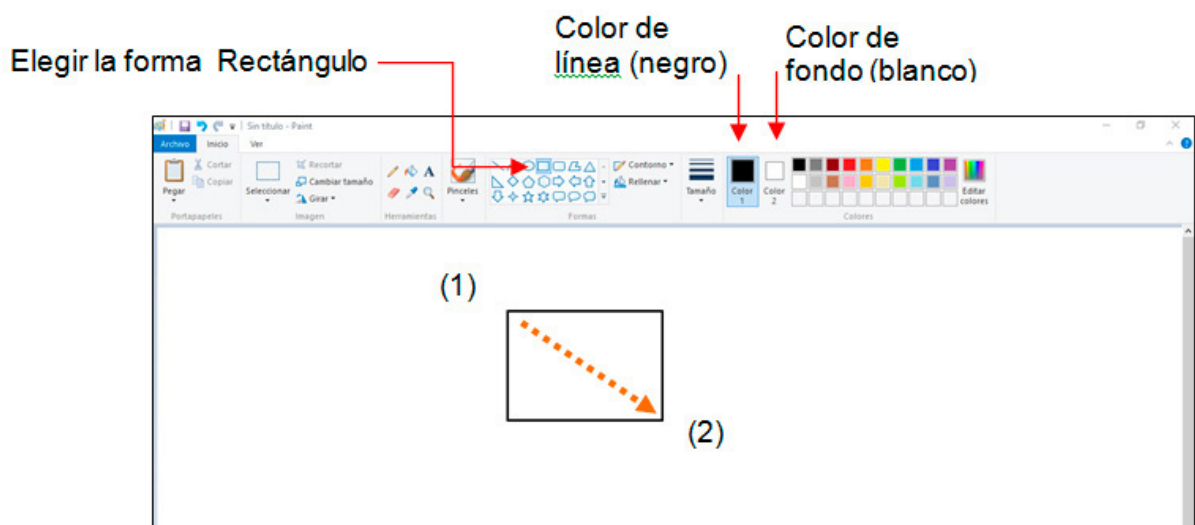 Color de
línea (negro)
Color de
fondo (blanco)
Elegir la forma Rectángulo
Sin título - Paint
Archivo Inicio Ver
Pegar
Cortar
Copiar
Portapapeles
Seleccionar
Recortar
Cambiar tamaño
Girar
Imagen
A
Herramientas
Pinceles
Contorno
Rellenar
Formas
Tamaño
Color
1
Color
2
Editar
colores
Colores
(1)
(2)